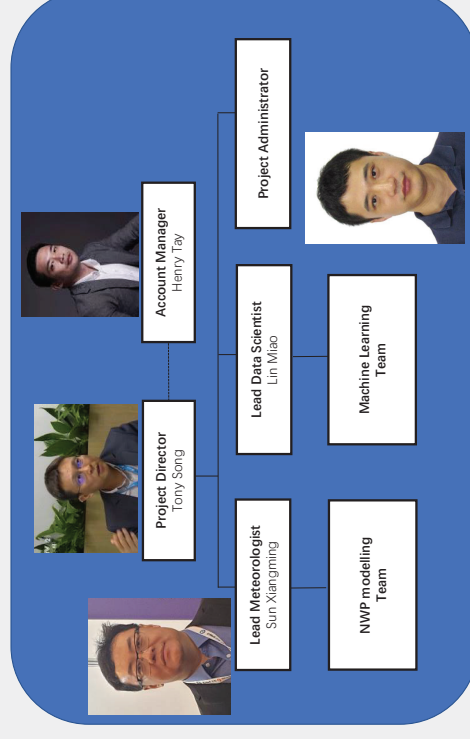 Project Director
Tony Song
Account Manager
Henry Tay
Lead Meteorologist
Sun Xiangming
Lead Data Scientist
Lin Miao
Project Administrator
NWP modelling
Team
Machine Learning
Team